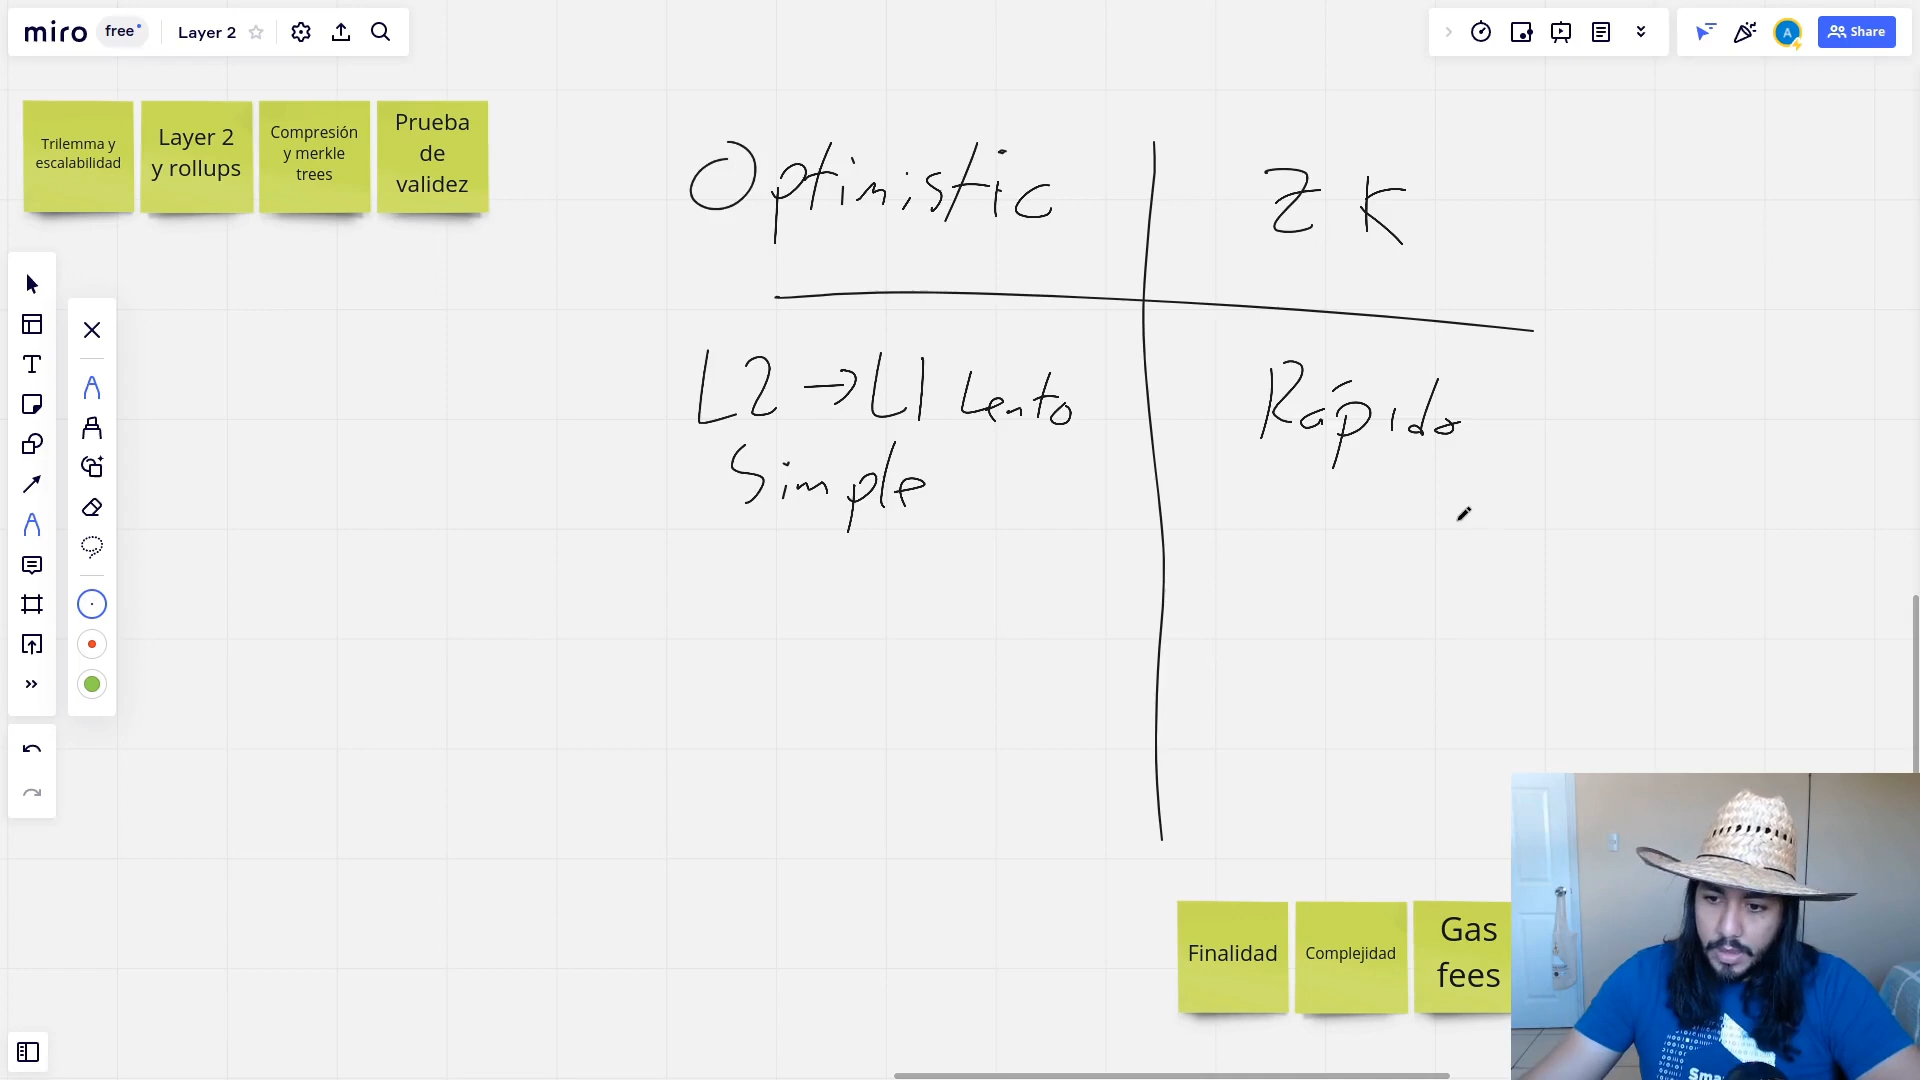 miro
free
Layer 2
Share
A
Trilemma y
escalabilidad
Layer 2
y rollups
Compresión
y merkle
trees
Prueba
de
validez
Optimistic
ZK
L2 → L1 Lento
Rápido
Simple
Finalidad
Complejidad
Gas
fees